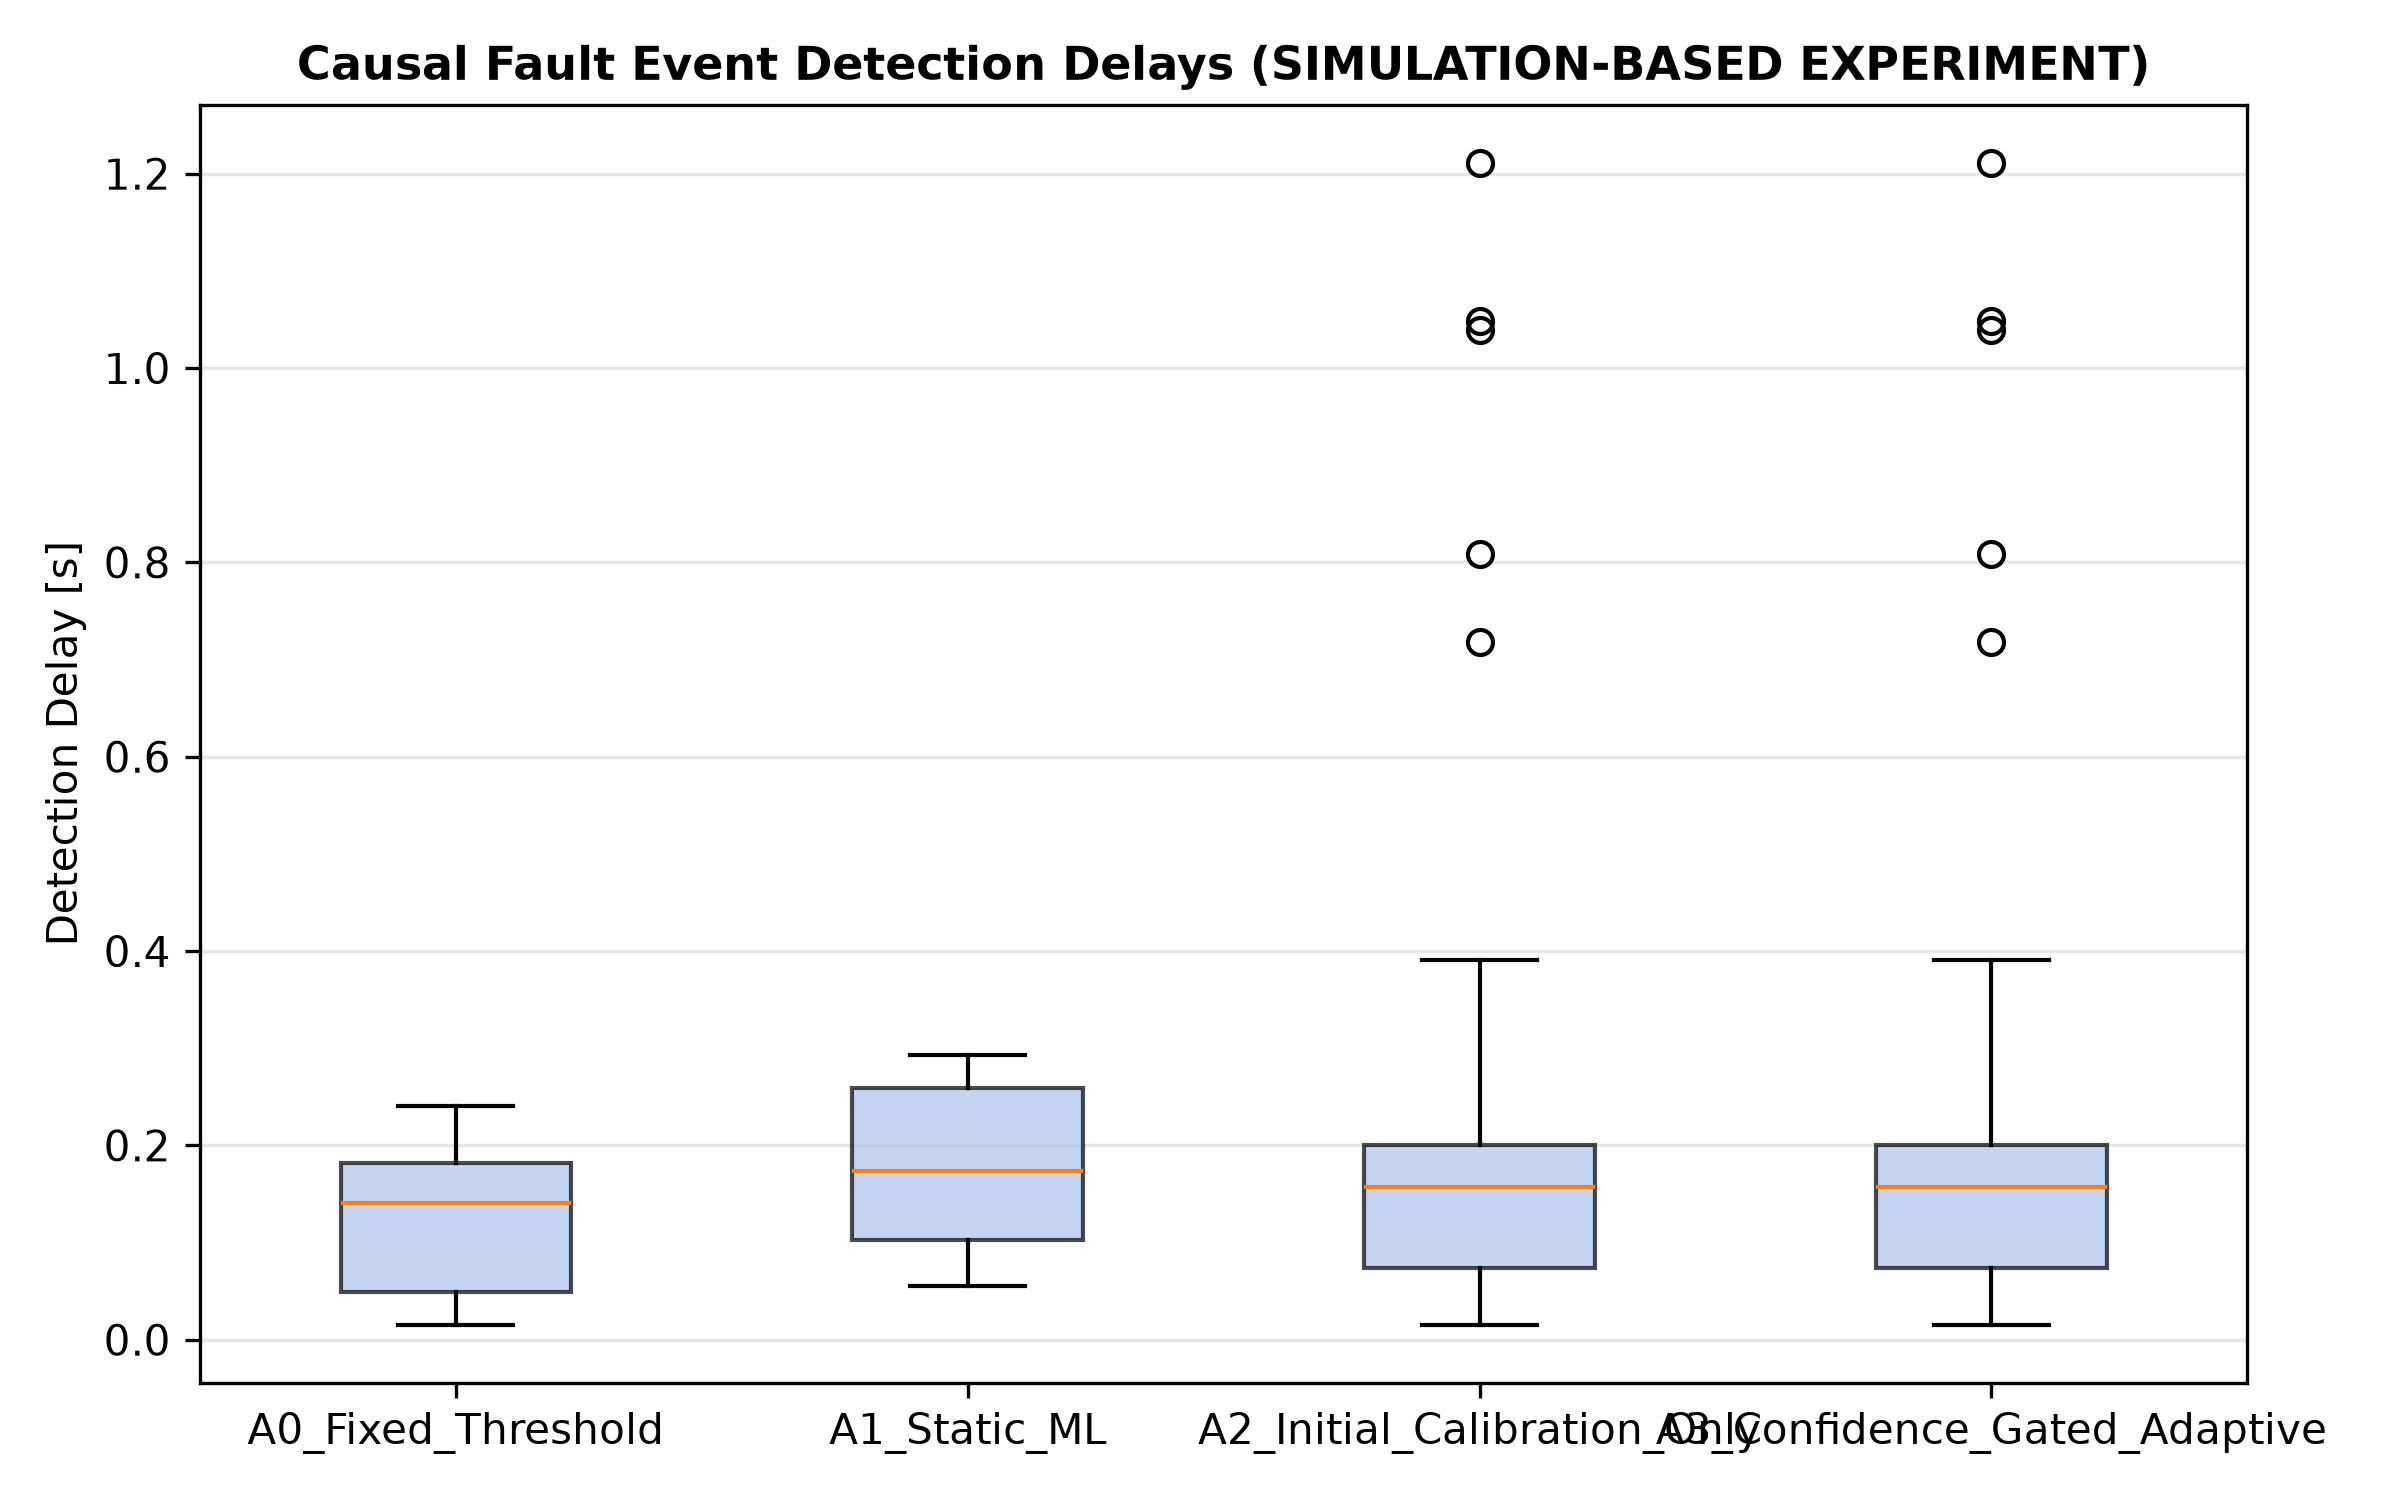 Causal Fault Event Detection Delays (SIMULATION-BASED EXPERIMENT)
Detection Delay [s]
1.2
1.0
0.8
0.6
0.4
0.2
0.0
A0_Fixed_Threshold
A1_Static_ML
A2_Initial_Calibration_Only
A3_Confidence_Gated_Adaptive